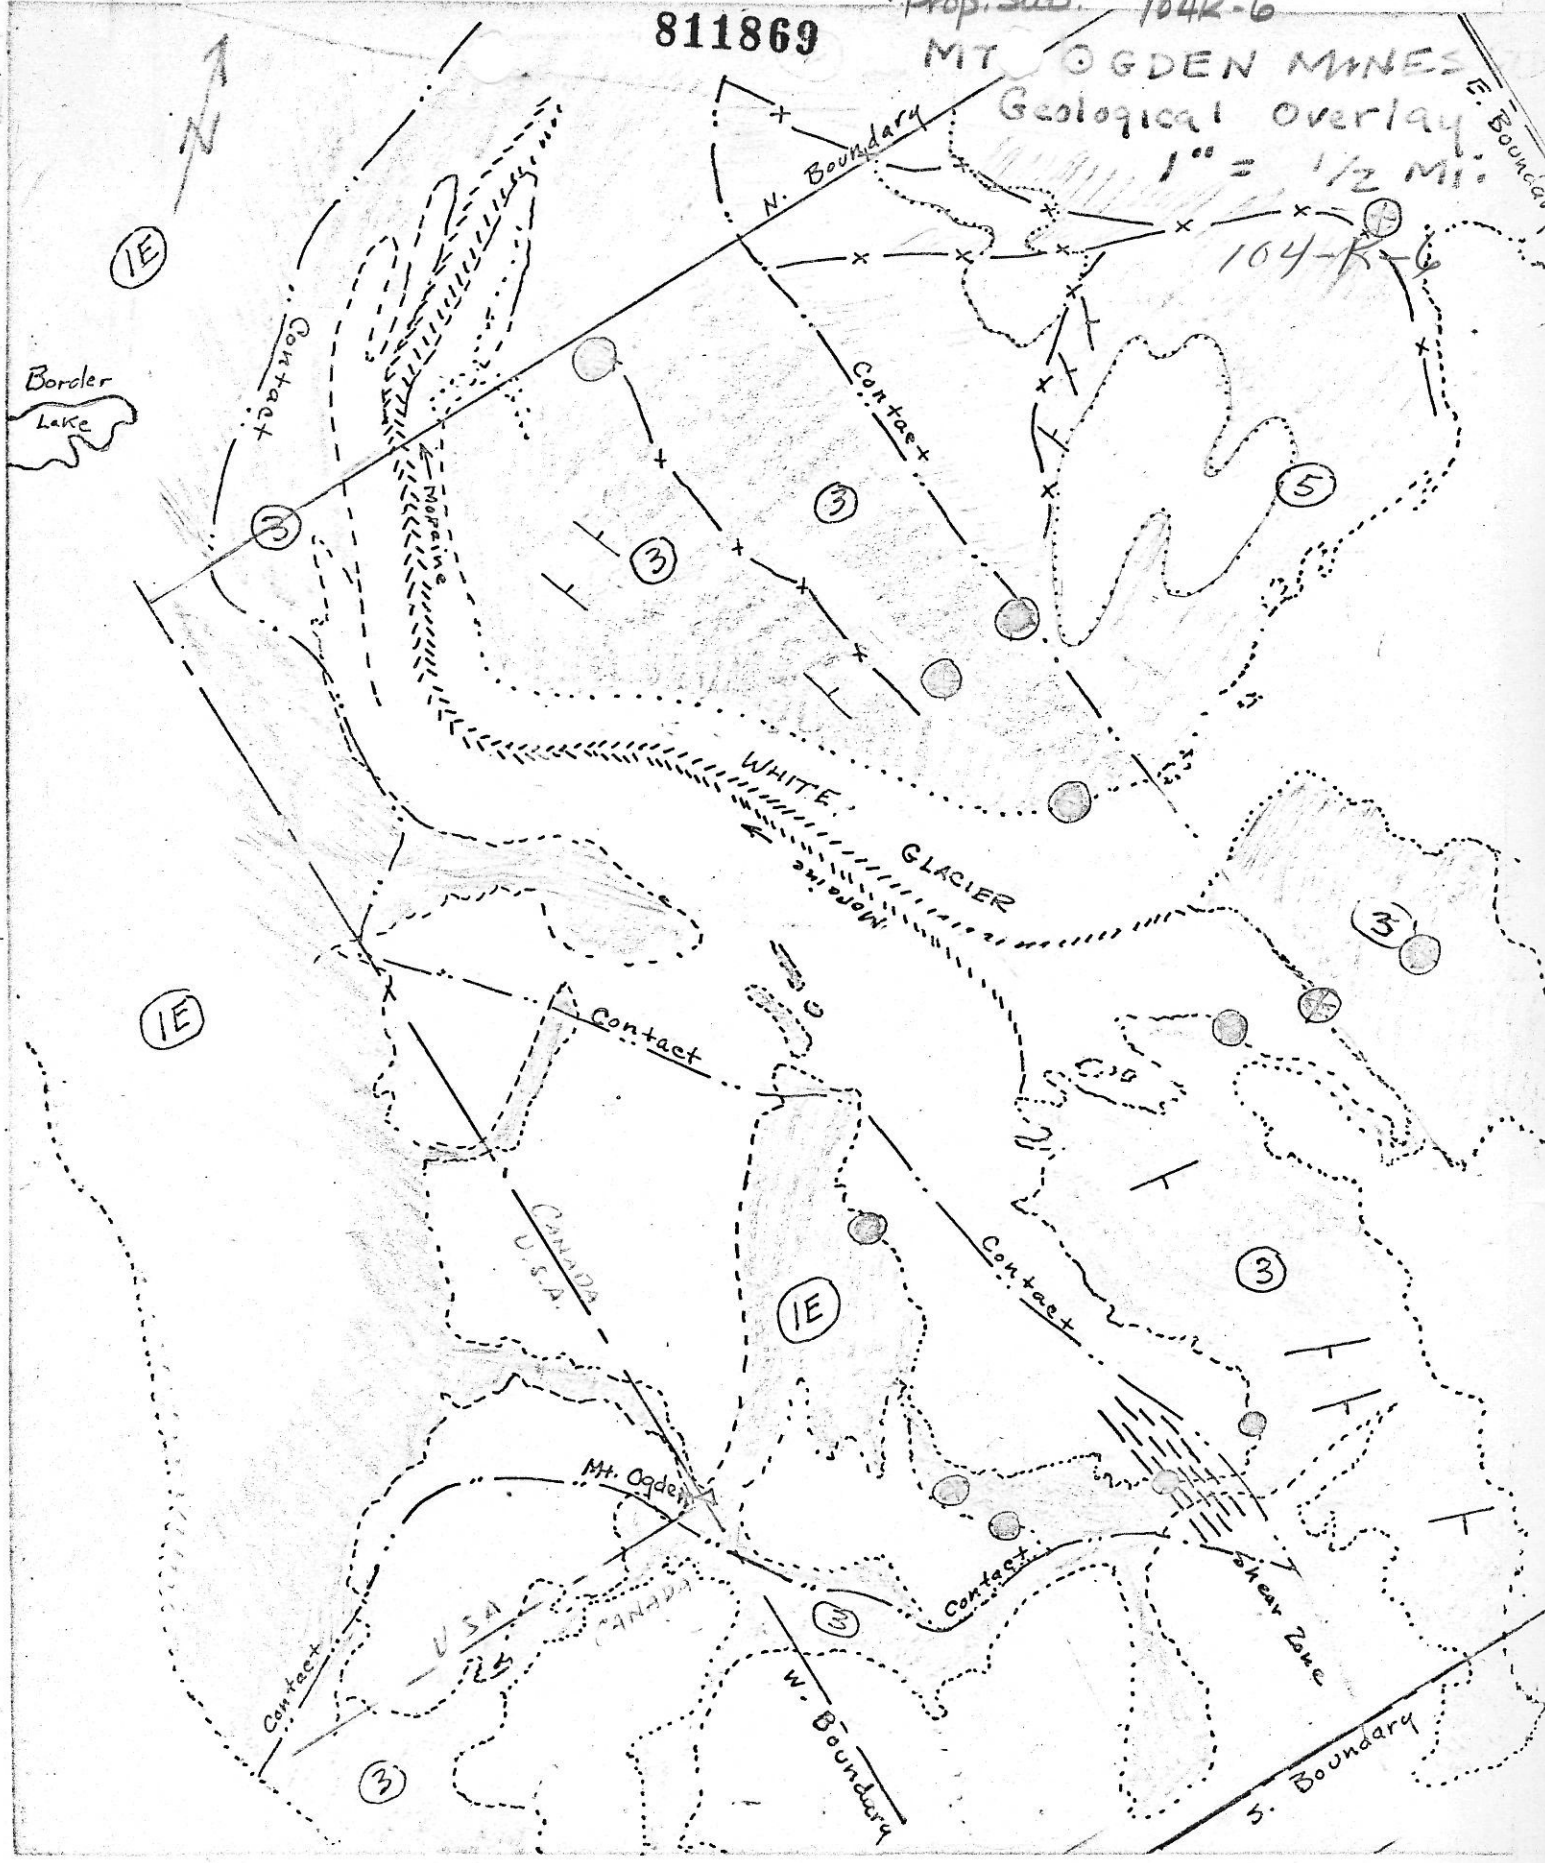 Prop. Sub. 104K-6
811869
MT OGDEN MINES
Geological Overlay
1" = 1/2 Mi.
104-K-6
E. Boundary
N
N. Boundary
1E
Contact
Border
Lake
Contact
Moraine
3
3
3
5
WHITE
GLACIER
Moraine
3
1E
Contact
CANADA
U.S.A.
1E
Contact
3
Mt. Ogden
Contact
Shear Zone
U S A
CANADA
3
Contact
W. Boundary
S. Boundary
3